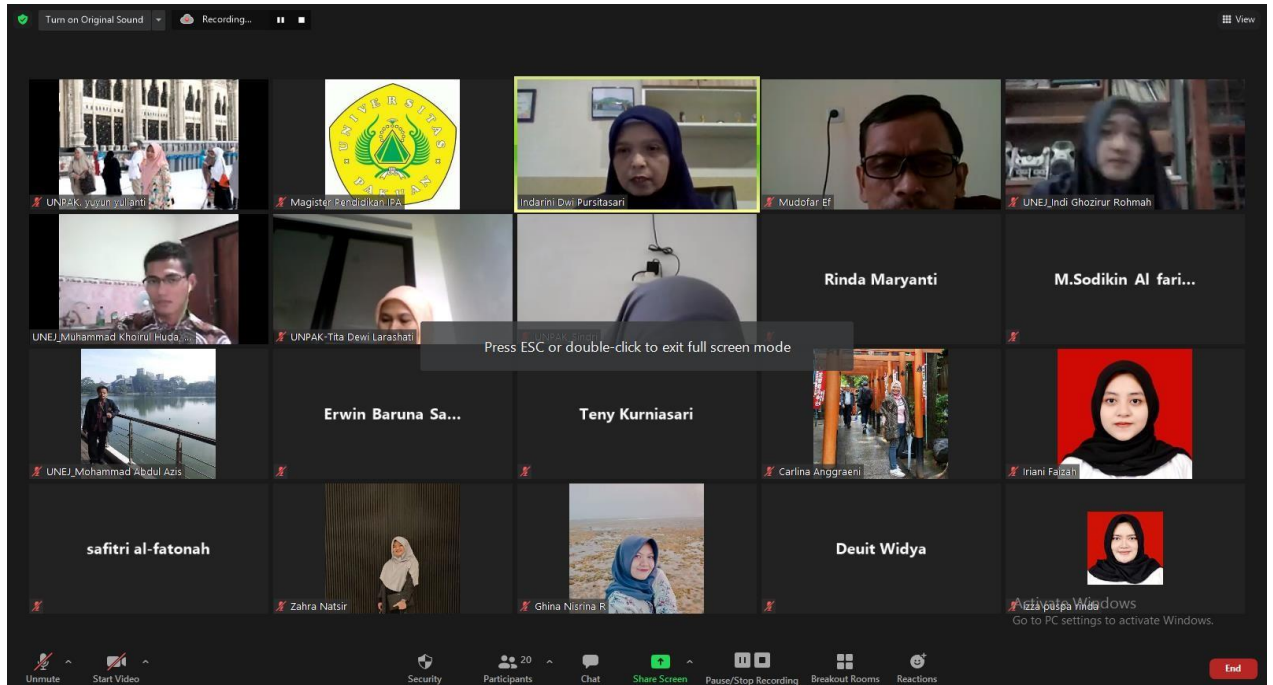 Turn on Original Sound
Recording...
View
UNPAK. yuyun yulianti
UNIVERSITAS PAKUAN
Magister Pendidikan IPA
Indarini Dwi Pursitasari
Mudofar Ef
UNEJ_Indi Ghozirur Rohmah
UNEJ_Muhammad Khoirul Huda, ...
UNPAK-Tita Dewi Larashati
Rinda Maryanti
M.Sodikin Al fari...
Press ESC or double-click to exit full screen mode
UNEJ_Mohammad Abdul Azis
Erwin Baruna Sa...
Teny Kurniasari
Carlina Anggraeni
Iriani Faizah
safitri al-fatonah
Zahra Natsir
Ghina Nisrina R
Deuit Widya
izza puspa rinda
Activate Windows
Go to PC settings to activate Windows.
Unmute
Start Video
Security
20
Participants
Chat
Share Screen
Pause/Stop Recording
Breakout Rooms
Reactions
End